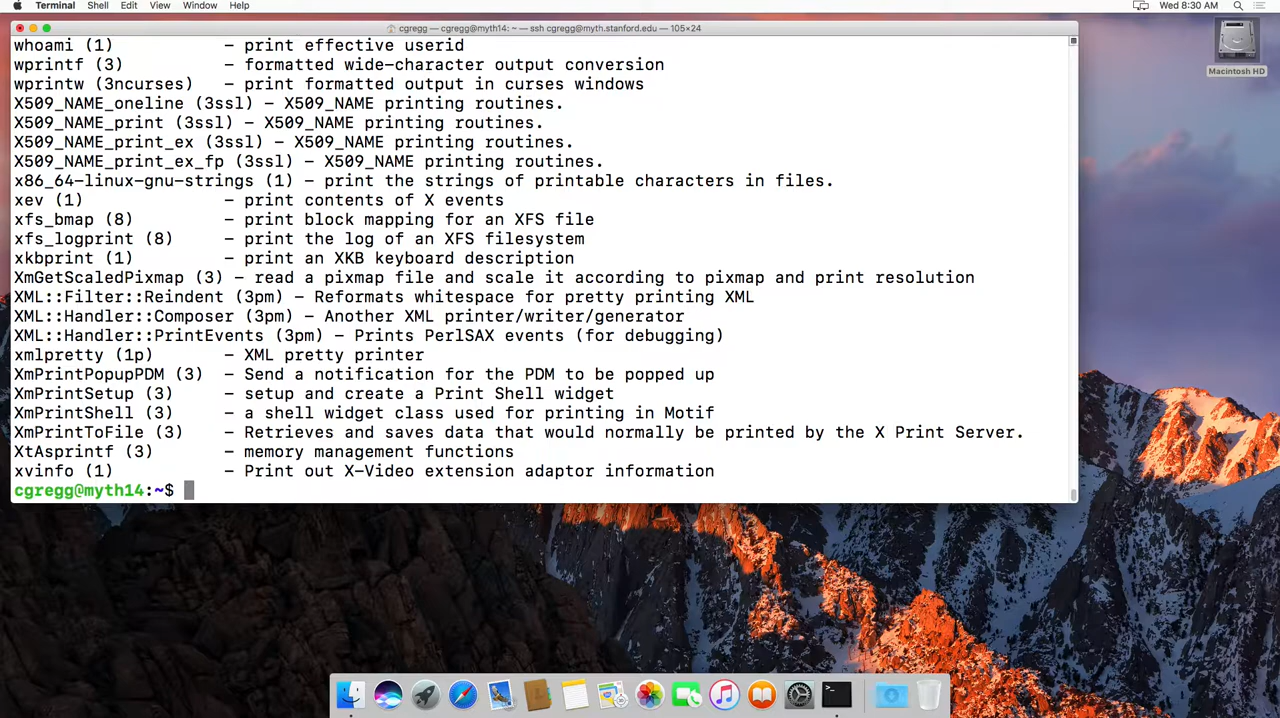 Terminal Shell Edit View Window Help Wed 8:30 AM
cgregg — cgregg@myth14: ~ — ssh cgregg@myth.stanford.edu — 105×24
Macintosh HD
whoami (1) - print effective userid
wprintf (3) - formatted wide-character output conversion
wprintw (3ncurses) - print formatted output in curses windows
X509_NAME_oneline (3ssl) - X509_NAME printing routines.
X509_NAME_print (3ssl) - X509_NAME printing routines.
X509_NAME_print_ex (3ssl) - X509_NAME printing routines.
X509_NAME_print_ex_fp (3ssl) - X509_NAME printing routines.
x86_64-linux-gnu-strings (1) - print the strings of printable characters in files.
xev (1) - print contents of X events
xfs_bmap (8) - print block mapping for an XFS file
xfs_logprint (8) - print the log of an XFS filesystem
xkbprint (1) - print an XKB keyboard description
XmGetScaledPixmap (3) - read a pixmap file and scale it according to pixmap and print resolution
XML::Filter::Reindent (3pm) - Reformats whitespace for pretty printing XML
XML::Handler::Composer (3pm) - Another XML printer/writer/generator
XML::Handler::PrintEvents (3pm) - Prints PerlSAX events (for debugging)
xmlpretty (1p) - XML pretty printer
XmPrintPopupPDM (3) - Send a notification for the PDM to be popped up
XmPrintSetup (3) - setup and create a Print Shell widget
XmPrintShell (3) - a shell widget class used for printing in Motif
XmPrintToFile (3) - Retrieves and saves data that would normally be printed by the X Print Server.
XtAsprintf (3) - memory management functions
xvinfo (1) - Print out X-Video extension adaptor information
cgregg@myth14:~$